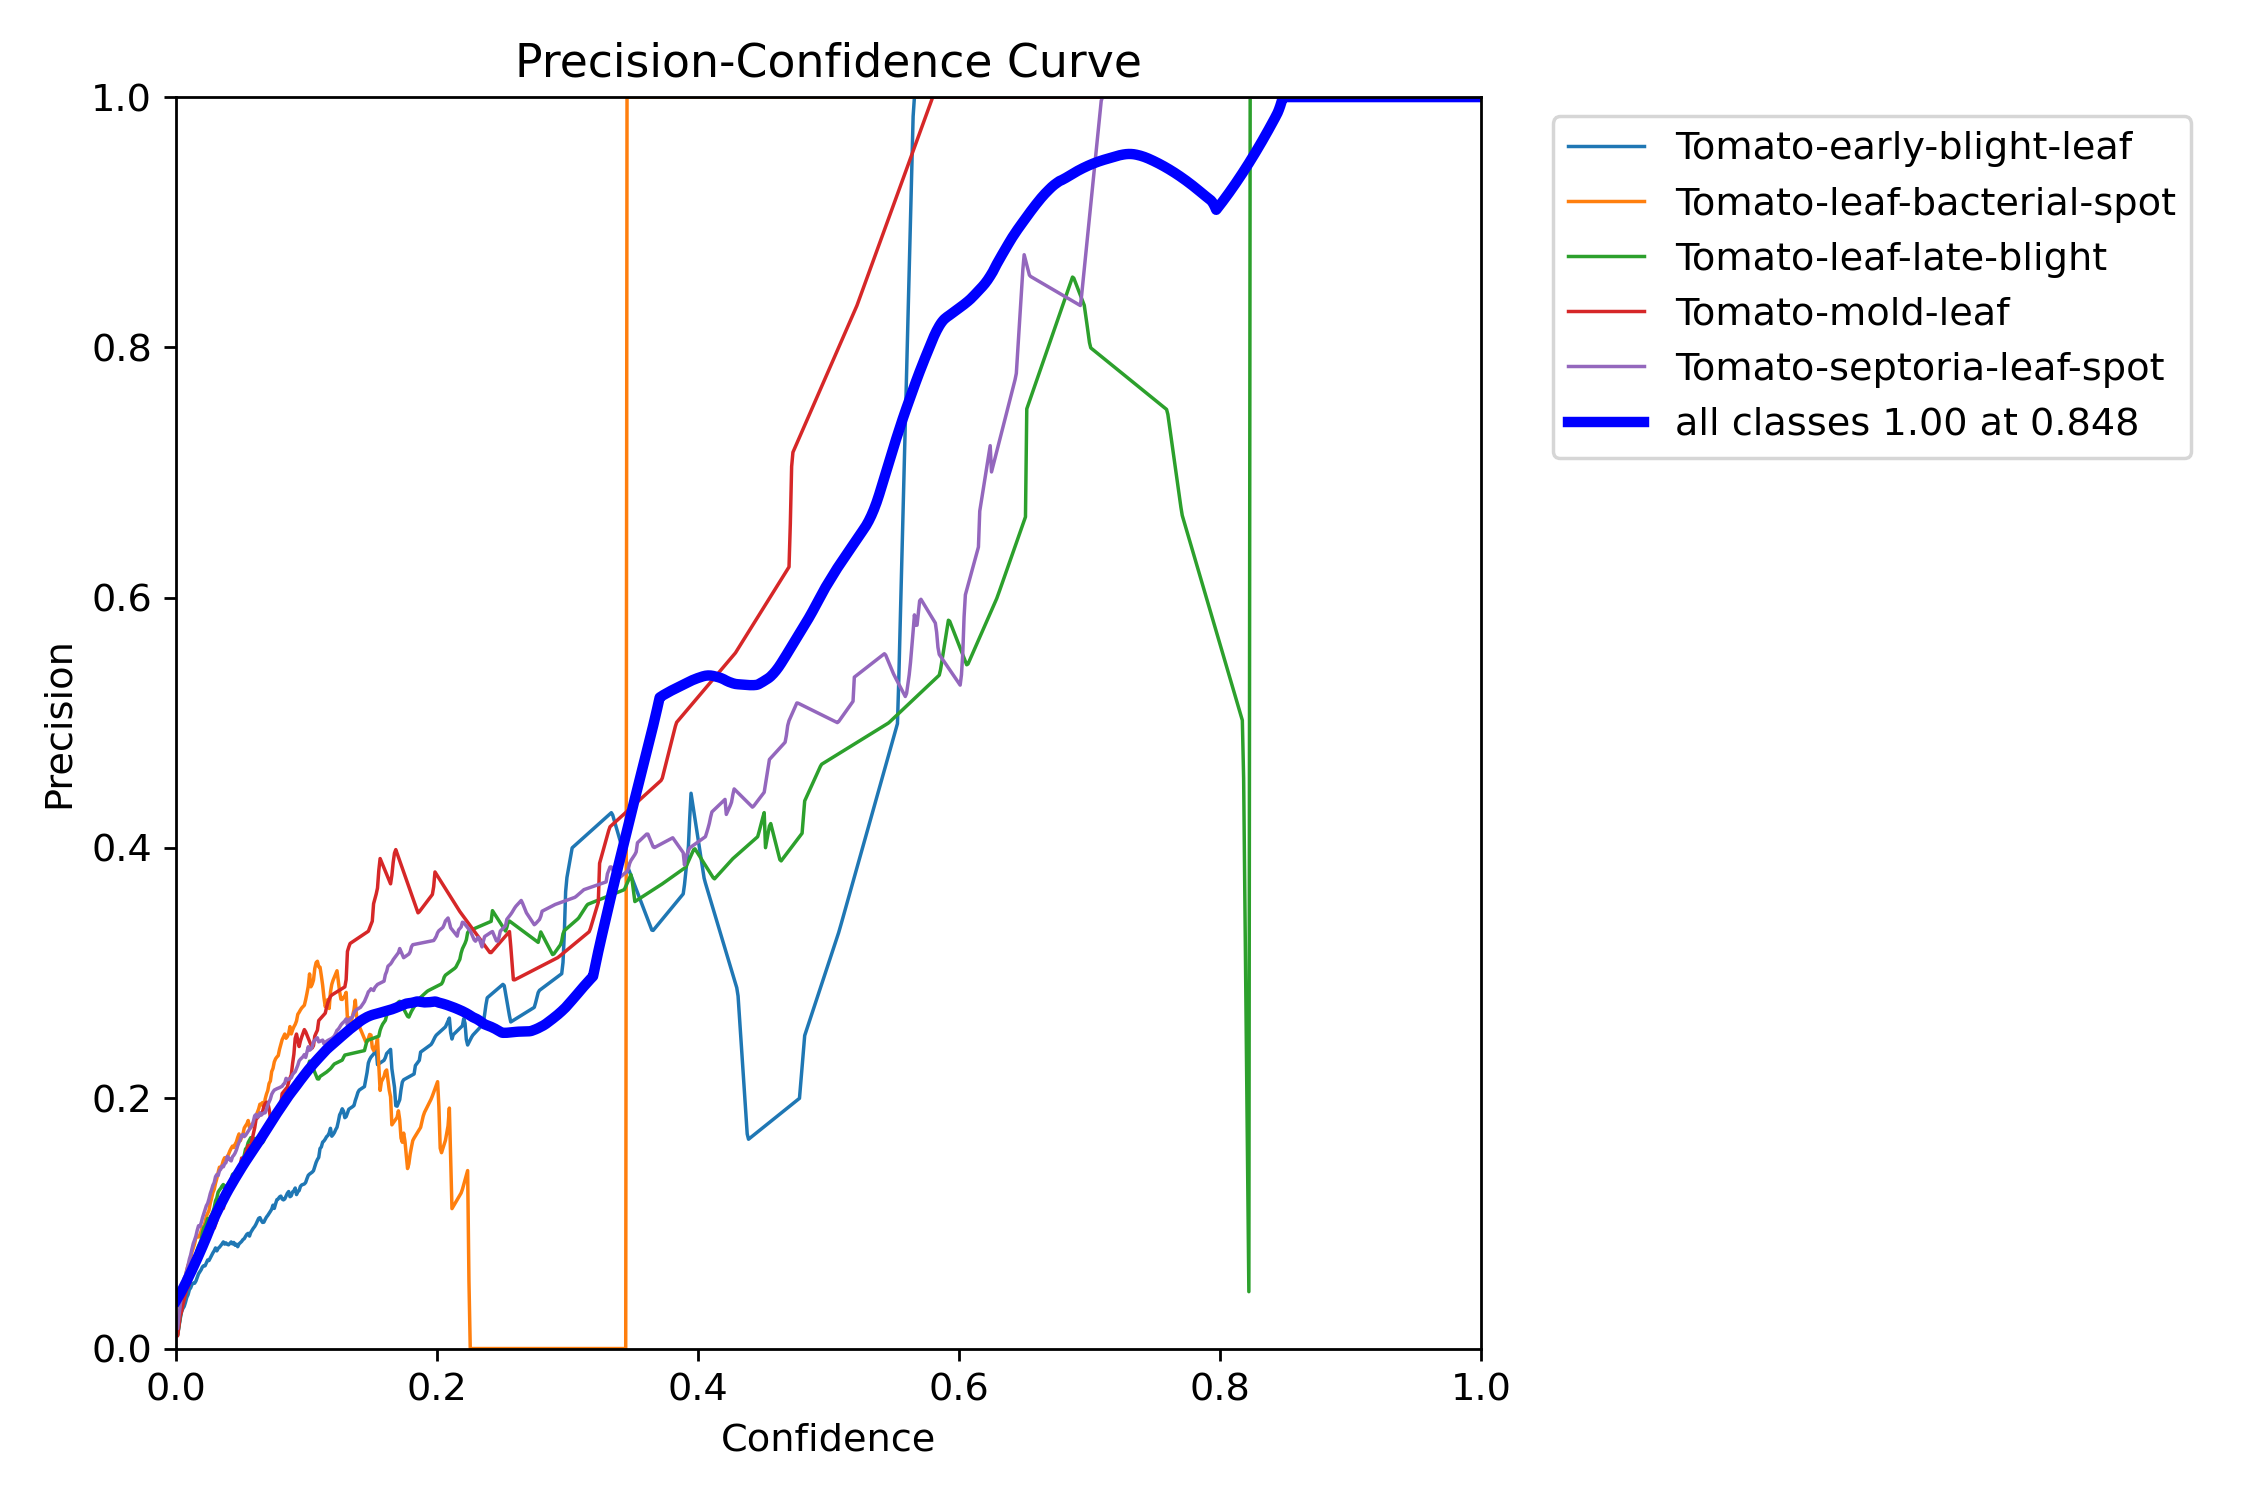 Precision-Confidence Curve
1.0
0.8
0.6
0.4
0.2
0.0
Precision
0.0 0.2 0.4 0.6 0.8 1.0
Confidence
Tomato-early-blight-leaf
Tomato-leaf-bacterial-spot
Tomato-leaf-late-blight
Tomato-mold-leaf
Tomato-septoria-leaf-spot
all classes 1.00 at 0.848